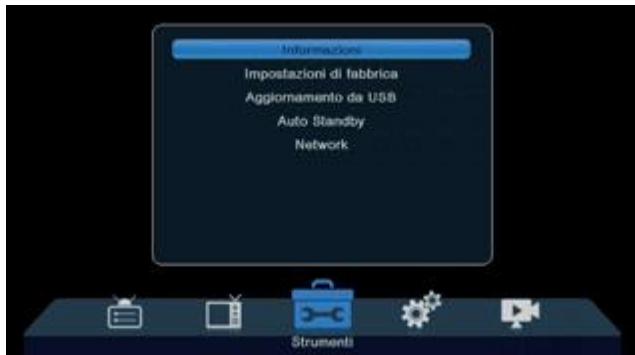 Informazioni
Impostazioni di fabbrica
Aggiornamento da USB
Auto Standby
Network
Strumenti